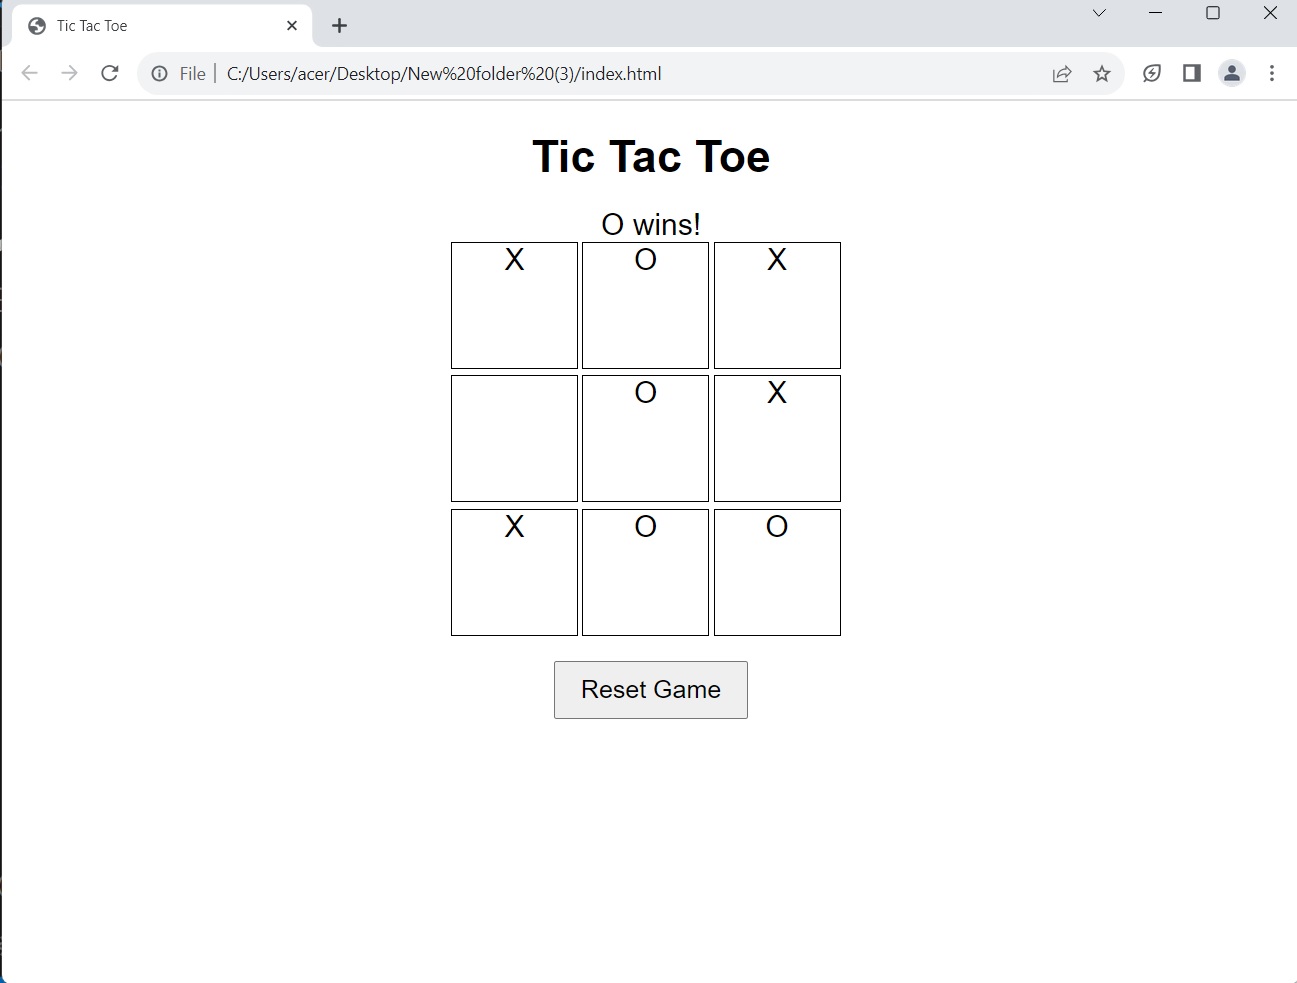 Tic Tac Toe
File C:/Users/acer/Desktop/New%20folder%20(3)/index.html
Tic Tac Toe
O wins!
X O X
O X
X O O
Reset Game